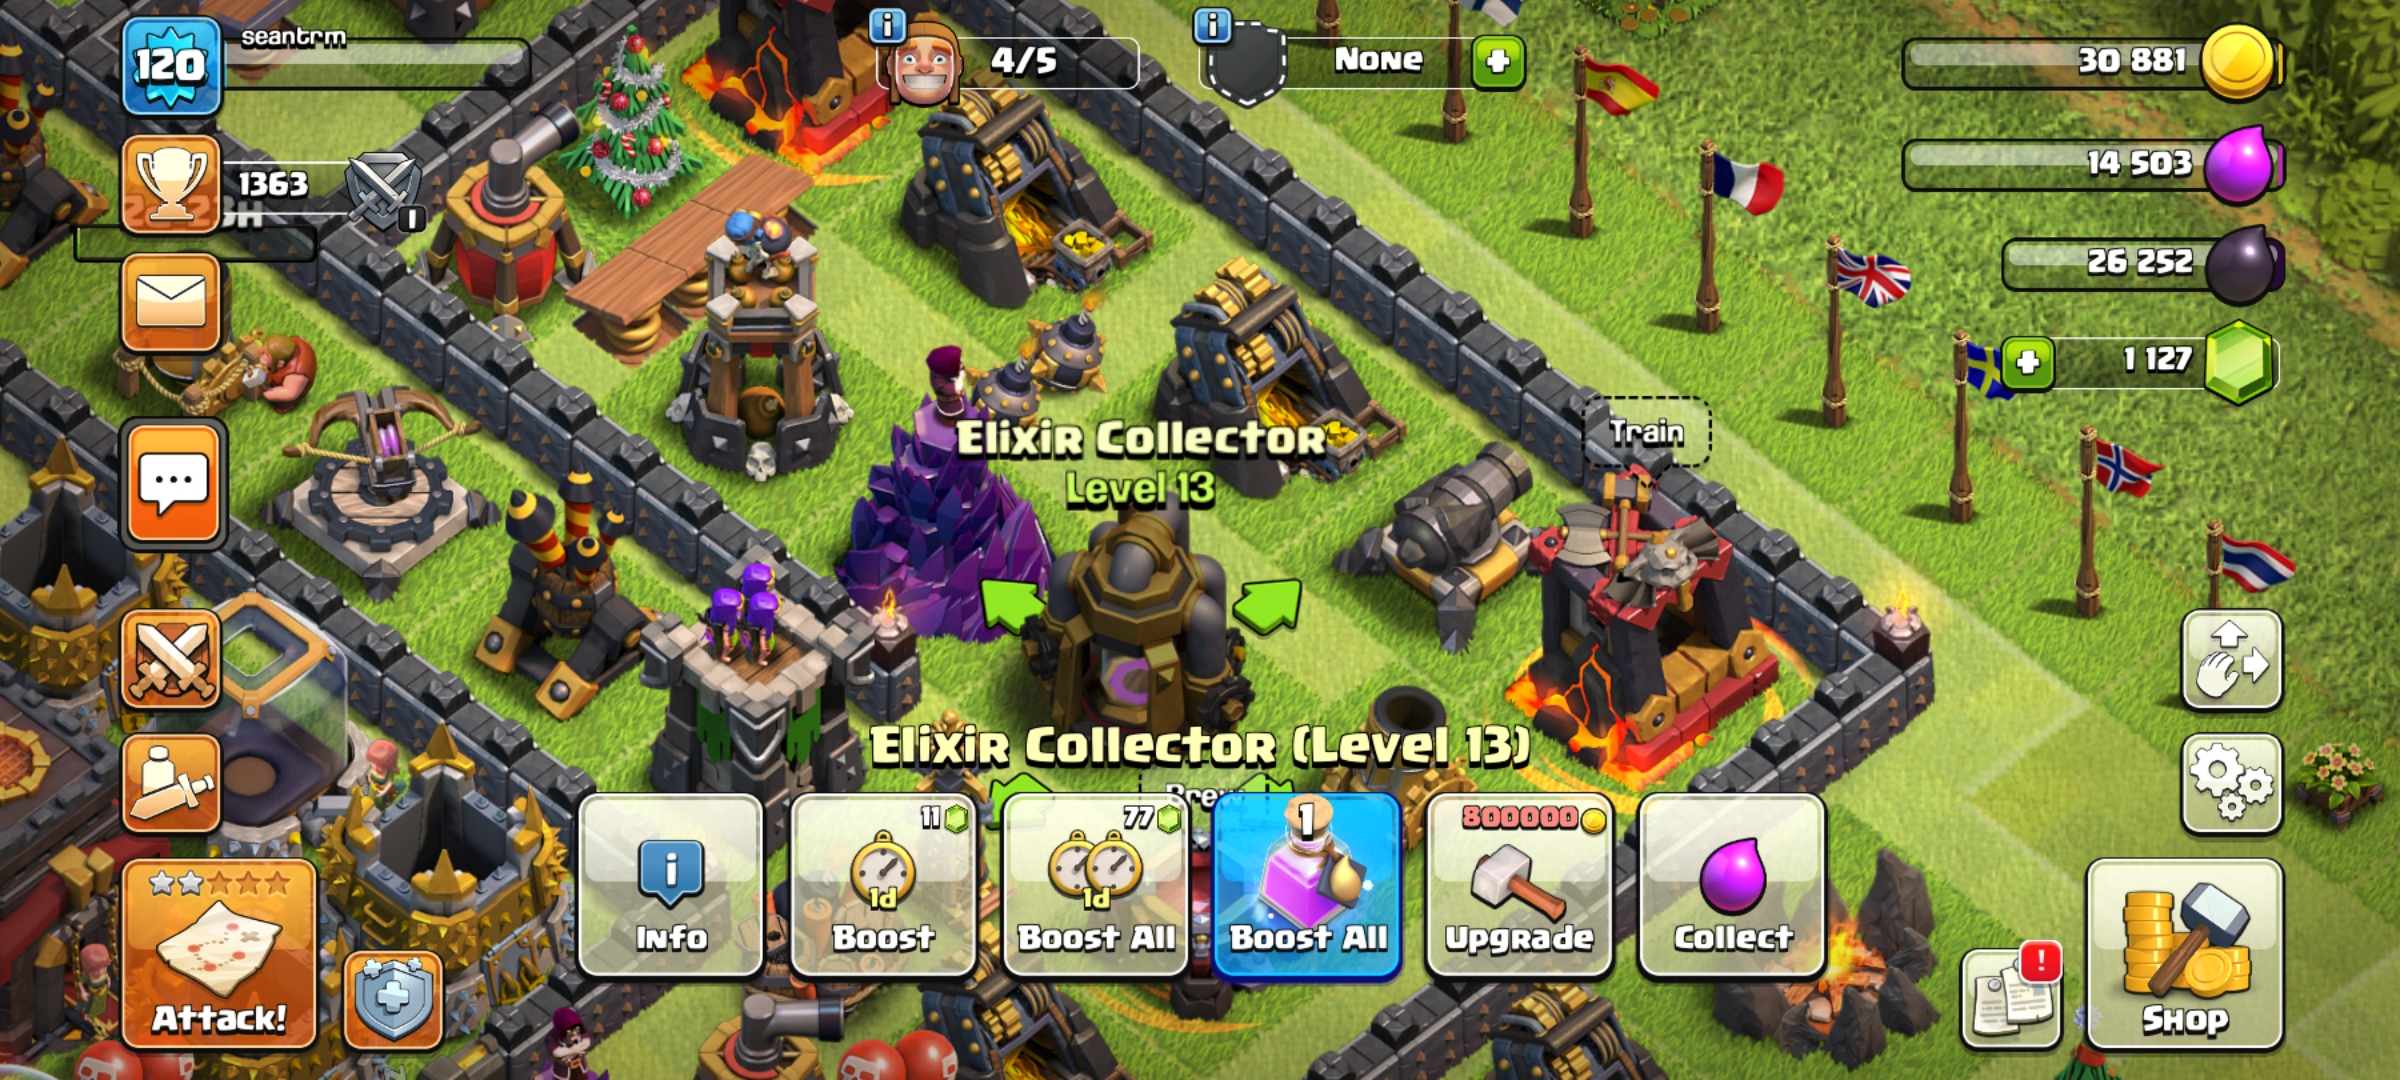 120
seantrm
4/5
None
30 881
1363
I
14 503
26 252
1 127
Train
Elixir Collector
Level 13
Elixir Collector (Level 13)
Info
11
1d
Boost
77
1d
Boost All
1
Boost All
800000
Upgrade
Collect
Attack!
!
Shop